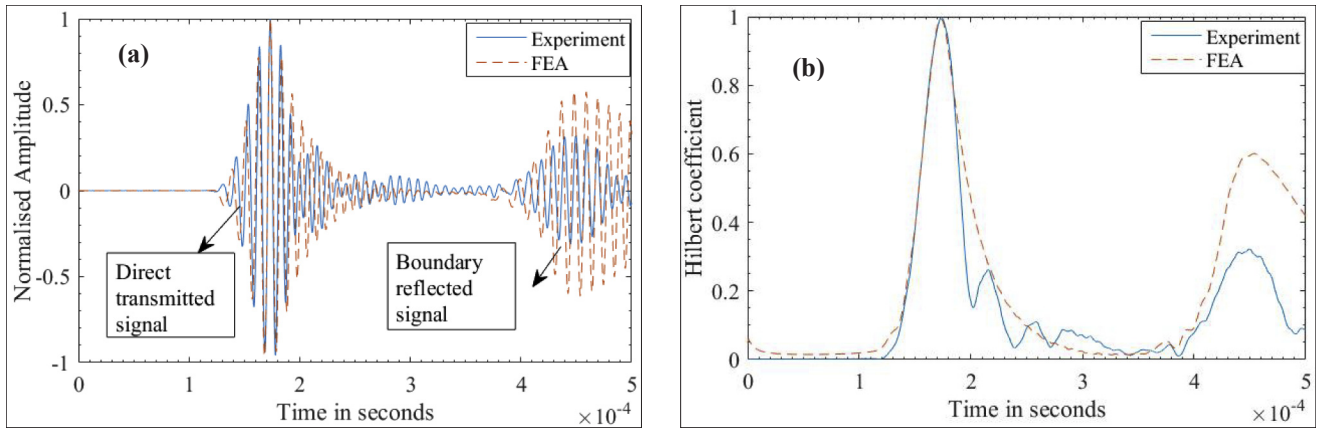 (a)
Experiment
FEA
Normalised Amplitude
1
0.5
0
-0.5
-1
Direct
transmitted
signal
Boundary
reflected
signal
0 1 2 3 4 5
Time in seconds
×10⁻⁴
(b)
Experiment
FEA
Hilbert coefficient
1
0.8
0.6
0.4
0.2
0
0 1 2 3 4 5
Time in seconds
×10⁻⁴